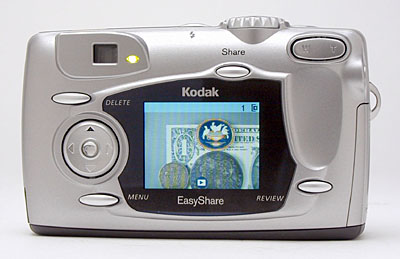 Share
W T
Kodak
DELETE
1
MENU
REVIEW
EasyShare